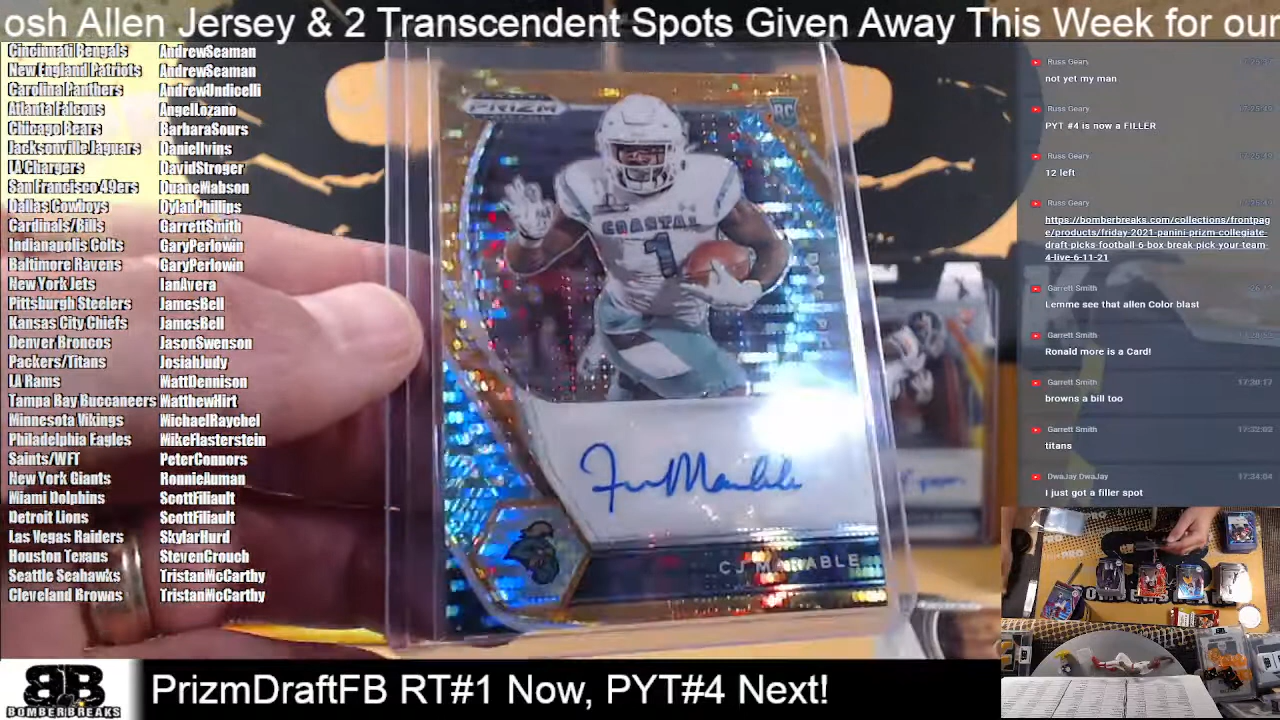 osh Allen Jersey & 2 Transcendent Spots Given Away This Week for our
Cincinnati Bengals AndrewSeaman
New England Patriots AndrewSeaman
Carolina Panthers AndrewUndicelli
Atlanta Falcons AngelLozano
Chicago Bears BarbaraSours
Jacksonville Jaguars DanielIvins
LA Chargers DavidStroger
San Francisco 49ers DuaneMabson
Dallas Cowboys DylanPhillips
Cardinals/Bills GarrettSmith
Indianapolis Colts GaryPerlowin
Baltimore Ravens GaryPerlowin
New York Jets IanAvera
Pittsburgh Steelers JamesBell
Kansas City Chiefs JamesBell
Denver Broncos JasonSwenson
Packers/Titans JosiahJudy
LA Rams MattDennison
Tampa Bay Buccaneers MatthewHirt
Minnesota Vikings MichaelRaychel
Philadelphia Eagles MikeFlasterstein
Saints/WFT PeterConnors
New York Giants RonnieAuman
Miami Dolphins ScottFiliault
Detroit Lions ScottFiliault
Las Vegas Raiders SkylarHurd
Houston Texans StevenCrouch
Seattle Seahawks TristanMcCarthy
Cleveland Browns TristanMcCarthy
PRIZM
RC
COASTAL
1
CJ MARABLE
Russ Geary
not yet my man
Russ Geary
PYT #4 is now a FILLER
Russ Geary
12 left
Russ Geary
https://bomberbreaks.com/collections/frontpag
e/products/friday-2021-panini-prizm-collegiate-
draft-picks-football-6-box-break-pick-your-team-
4-live-6-11-21
Garrett Smith
Lemme see that allen Color blast
Garrett Smith
Ronald more is a Card!
Garrett Smith 17:30:17
browns a bill too
Garrett Smith
titans
DwaJay DwaJay 17:34:04
I just got a filler spot
BB
BOMBERBREAKS
PrizmDraftFB RT#1 Now, PYT#4 Next!